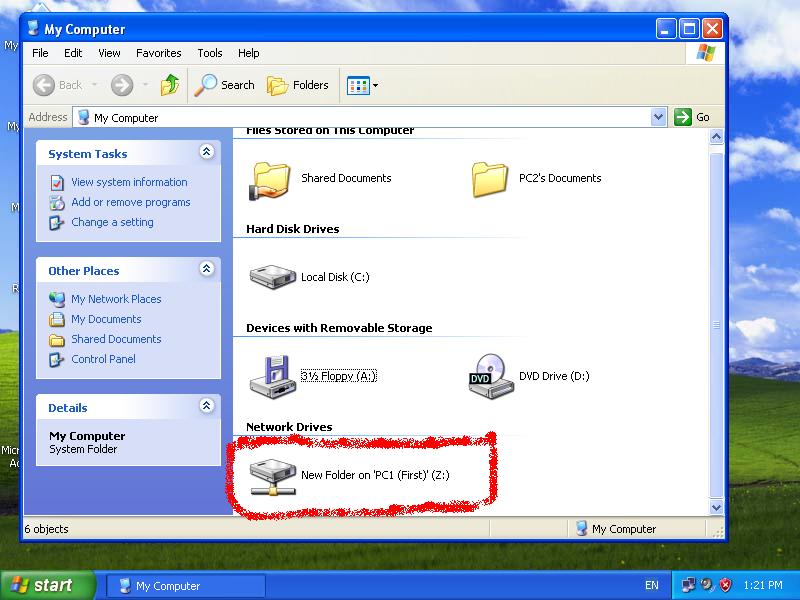 My Computer
File Edit View Favorites Tools Help
Back Search Folders
Address My Computer Go
System Tasks
View system information
Add or remove programs
Change a setting
Other Places
My Network Places
My Documents
Shared Documents
Control Panel
Details
My Computer
System Folder
Files Stored on This Computer
Shared Documents PC2's Documents
Hard Disk Drives
Local Disk (C:)
Devices with Removable Storage
3½ Floppy (A:) DVD Drive (D:)
DVD
Network Drives
New Folder on 'PC1 (First)' (Z:)
6 objects My Computer
start My Computer EN 1:21 PM